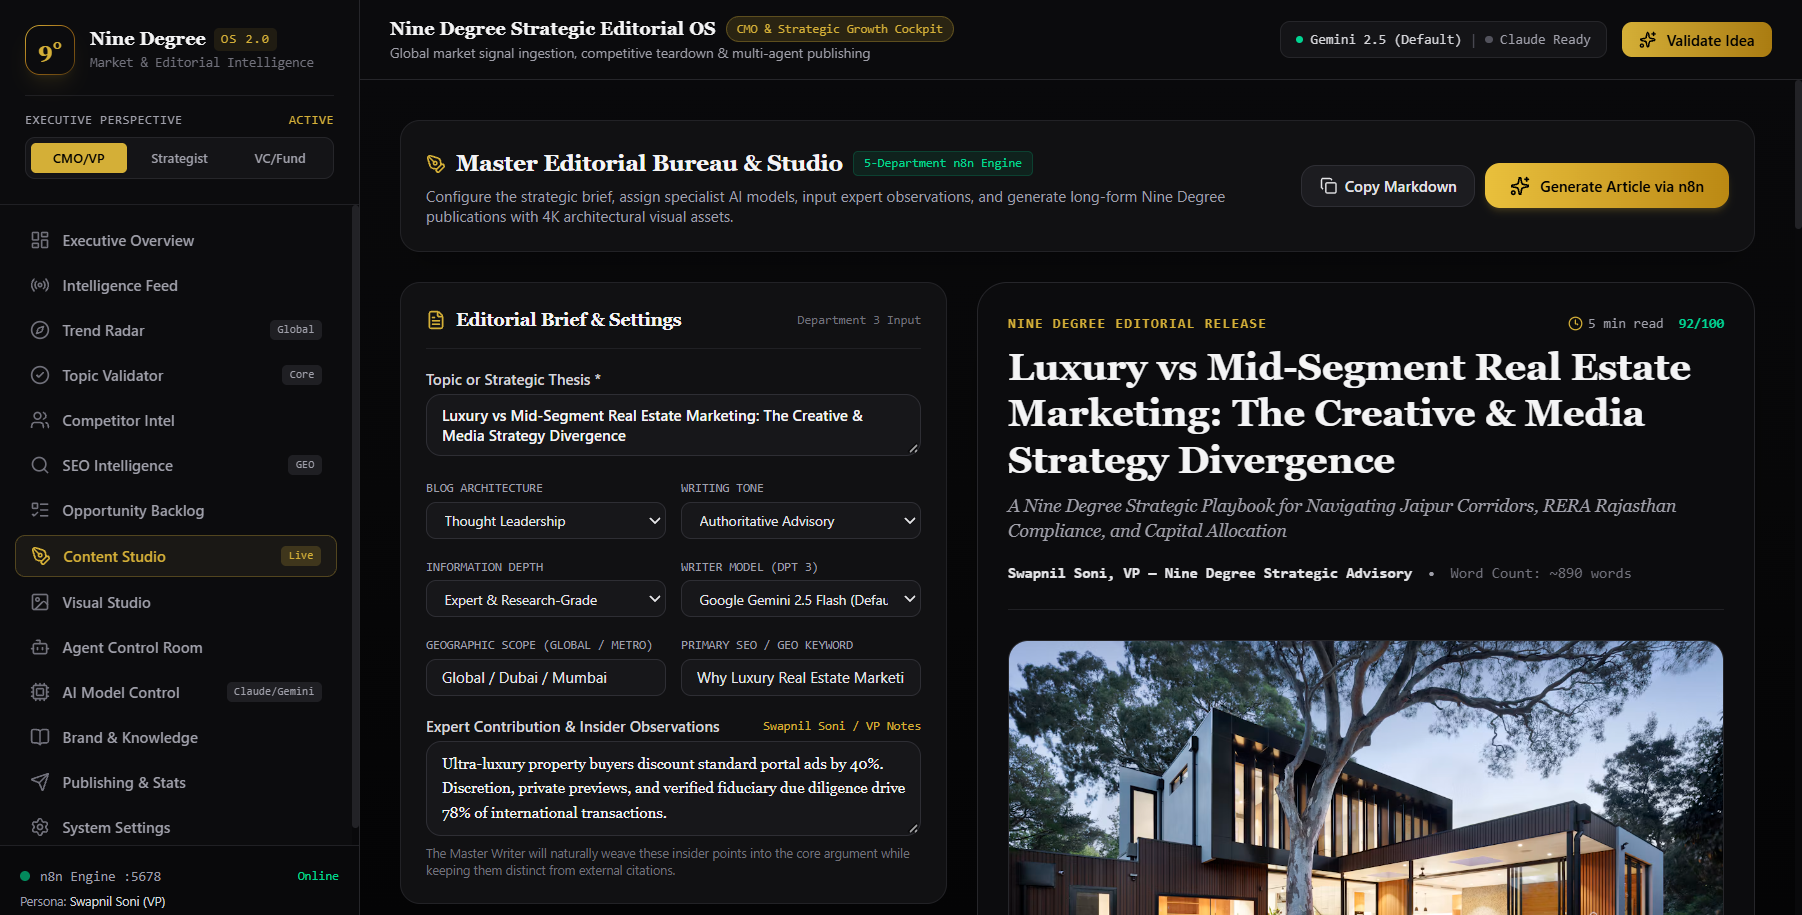 9°
Nine Degree OS 2.0
Market & Editorial Intelligence
EXECUTIVE PERSPECTIVE ACTIVE
CMO/VP Strategist VC/Fund
Executive Overview
Intelligence Feed
Trend Radar Global
Topic Validator Core
Competitor Intel
SEO Intelligence GEO
Opportunity Backlog
Content Studio Live
Visual Studio
Agent Control Room
AI Model Control Claude/Gemini
Brand & Knowledge
Publishing & Stats
System Settings
n8n Engine :5678 Online
Persona: Swapnil Soni (VP)
Nine Degree Strategic Editorial OS CMO & Strategic Growth Cockpit
Global market signal ingestion, competitive teardown & multi-agent publishing
Gemini 2.5 (Default) | Claude Ready
Validate Idea
Master Editorial Bureau & Studio 5-Department n8n Engine
Configure the strategic brief, assign specialist AI models, input expert observations, and generate long-form Nine Degree
publications with 4K architectural visual assets.
Copy Markdown
Generate Article via n8n
Editorial Brief & Settings Department 3 Input
Topic or Strategic Thesis *
Luxury vs Mid-Segment Real Estate Marketing: The Creative &
Media Strategy Divergence
BLOG ARCHITECTURE WRITING TONE
Thought Leadership Authoritative Advisory
INFORMATION DEPTH WRITER MODEL (DPT 3)
Expert & Research-Grade Google Gemini 2.5 Flash (Defau
GEOGRAPHIC SCOPE (GLOBAL / METRO) PRIMARY SEO / GEO KEYWORD
Global / Dubai / Mumbai Why Luxury Real Estate Marketi
Expert Contribution & Insider Observations Swapnil Soni / VP Notes
Ultra-luxury property buyers discount standard portal ads by 40%.
Discretion, private previews, and verified fiduciary due diligence drive
78% of international transactions.
The Master Writer will naturally weave these insider points into the core argument while
keeping them distinct from external citations.
NINE DEGREE EDITORIAL RELEASE 5 min read 92/100
Luxury vs Mid-Segment Real Estate
Marketing: The Creative & Media
Strategy Divergence
A Nine Degree Strategic Playbook for Navigating Jaipur Corridors, RERA Rajasthan
Compliance, and Capital Allocation
Swapnil Soni, VP — Nine Degree Strategic Advisory • Word Count: ~890 words